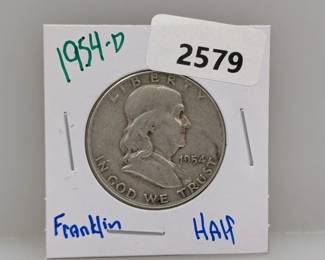 1954-D
2579
LIBERTY
1954
IN GOD WE TRUST
Franklin Half